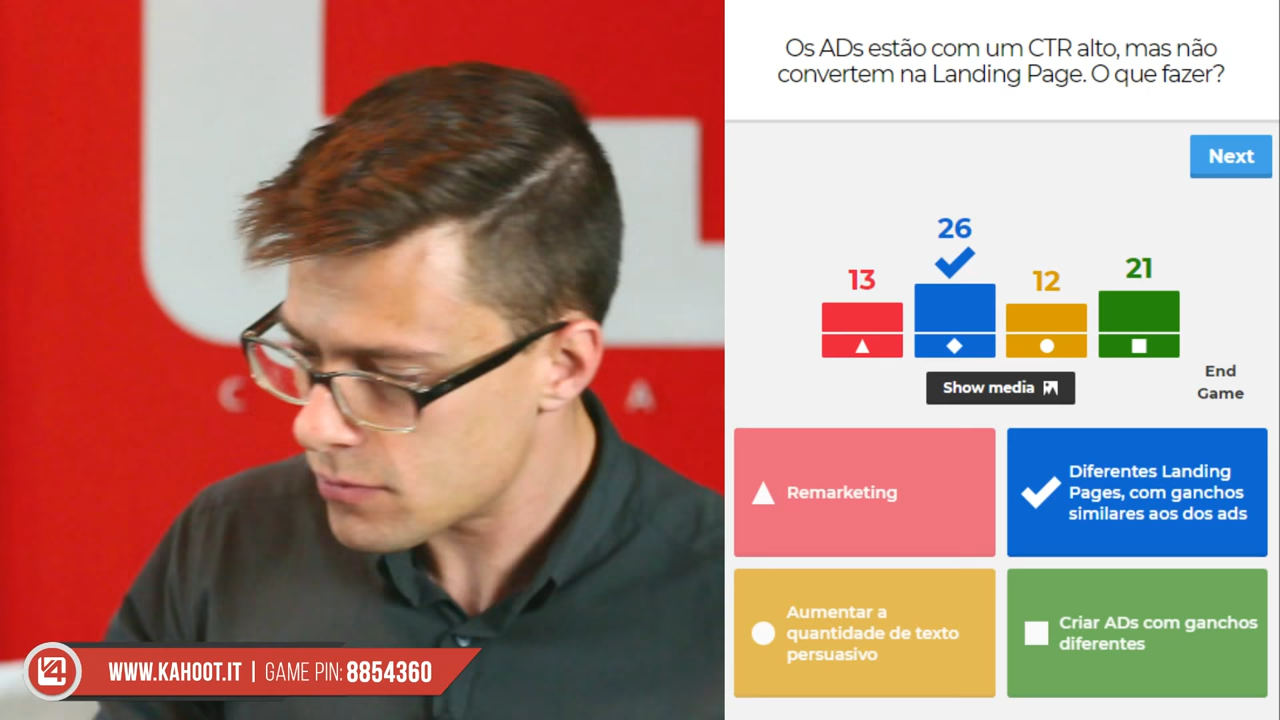 Os ADs estão com um CTR alto, mas não
convertem na Landing Page. O que fazer?
Next
26
13
12
21
Show media
End
Game
Remarketing
Diferentes Landing
Pages, com ganchos
similares aos dos ads
Aumentar a
quantidade de texto
persuasivo
Criar ADs com ganchos
diferentes
C A
V4 WWW.KAHOOT.IT | GAME PIN: 8854360